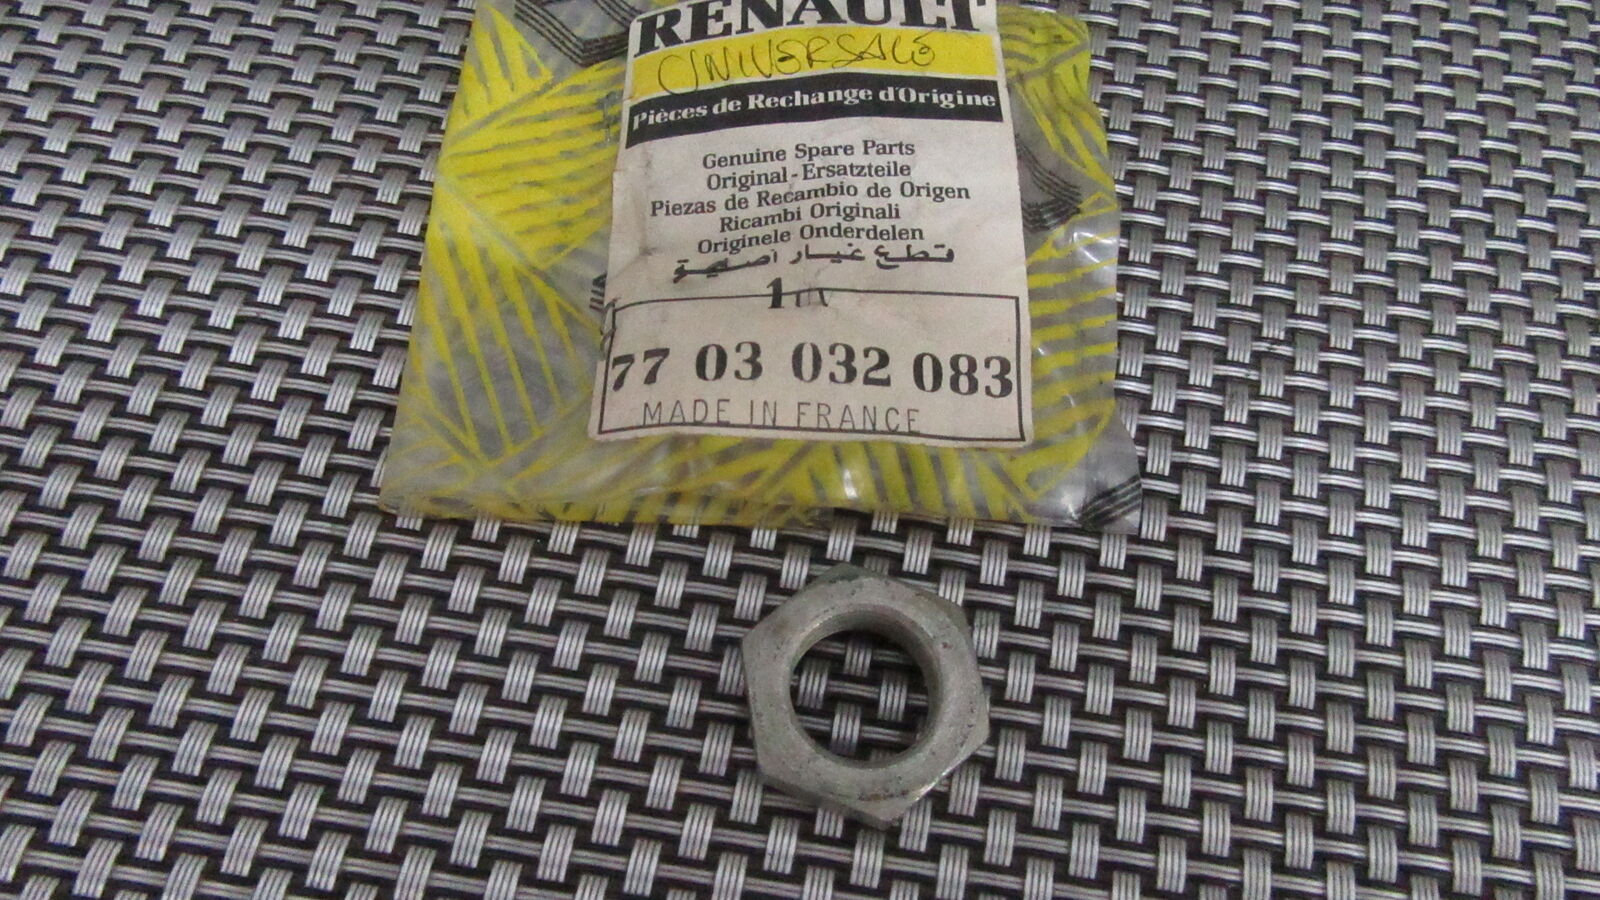 RENAULT
UNIVERSALE
Pièces de Rechange d'Origine
Genuine Spare Parts
Original-Ersatzteile
Piezas de Recambio de Origen
Ricambi Originali
Originele Onderdelen
قطع غيار اصلية
1
77 03 032 083
MADE IN FRANCE